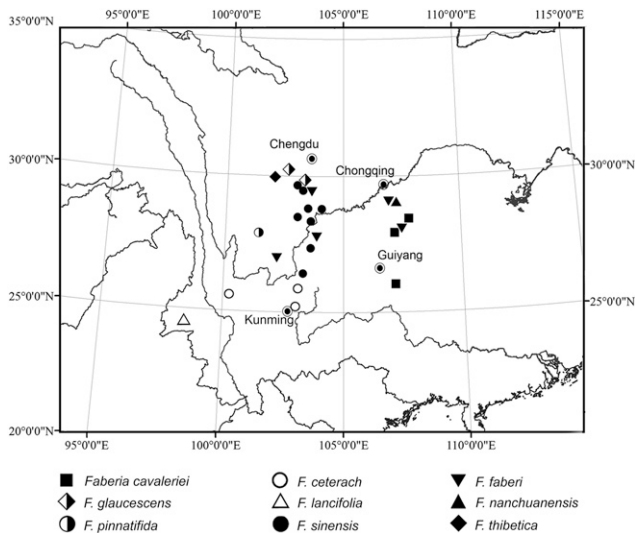 95°0'0"E 100°0'0"E 105°0'0"E 110°0'0"E 115°0'0"E
35°0'0"N
Chengdu
30°0'0"N Chongqing 30°0'0"N
Guiyang
25°0'0"N 25°0'0"N
Kunming
20°0'0"N
95°0'0"E 100°0'0"E 105°0'0"E 110°0'0"E
Faberia cavaleriei F. ceterach F. faberi
F. glaucescens F. lancifolia F. nanchuanensis
F. pinnatifida F. sinensis F. thibetica